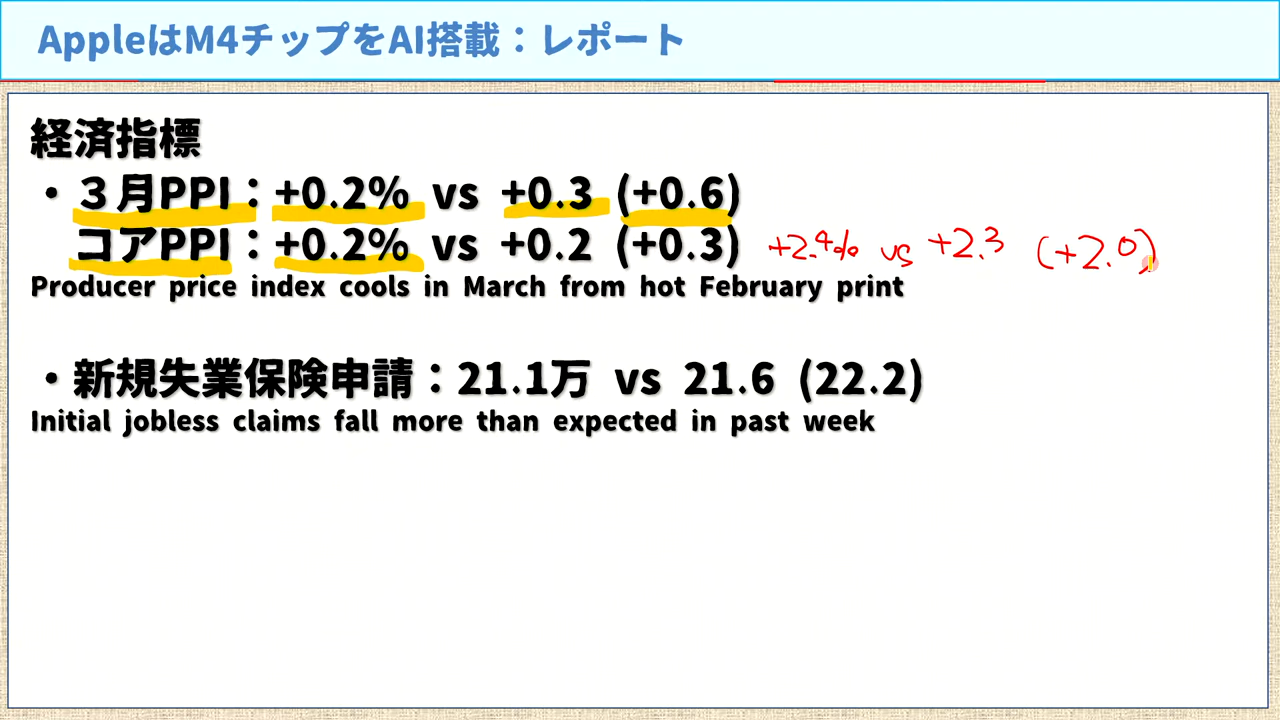 AppleはM4チップをAI搭載：レポート
経済指標
・３月PPI：+0.2% vs +0.3 (+0.6)
コアPPI：+0.2% vs +0.2 (+0.3) +2.4% vs +2.3 (+2.0)
Producer price index cools in March from hot February print
・新規失業保険申請：21.1万 vs 21.6 (22.2)
Initial jobless claims fall more than expected in past week